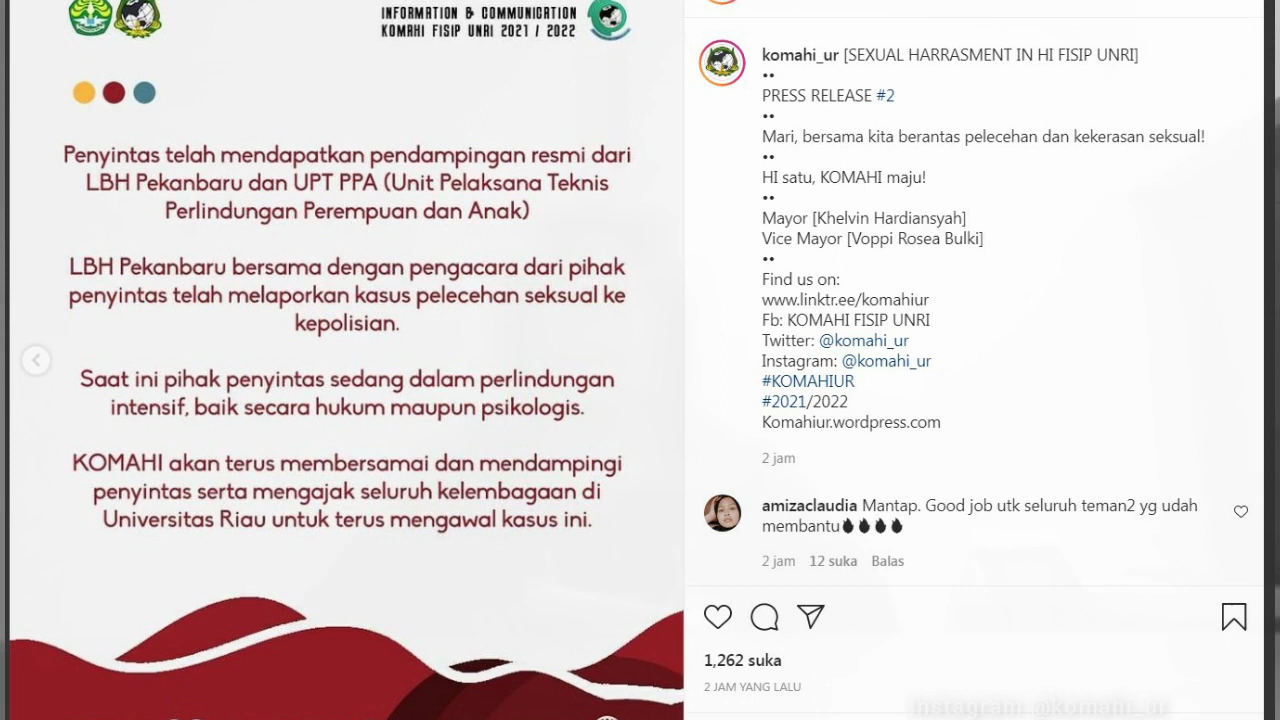 INFORMATION & COMMUNICATION
KOMAHI FISIP UNRI 2021 / 2022
Penyintas telah mendapatkan pendampingan resmi dari
LBH Pekanbaru dan UPT PPA (Unit Pelaksana Teknis
Perlindungan Perempuan dan Anak)
LBH Pekanbaru bersama dengan pengacara dari pihak
penyintas telah melaporkan kasus pelecehan seksual ke
kepolisian.
Saat ini pihak penyintas sedang dalam perlindungan
intensif, baik secara hukum maupun psikologis.
KOMAHI akan terus membersamai dan mendampingi
penyintas serta mengajak seluruh kelembagaan di
Universitas Riau untuk terus mengawal kasus ini.
komahi_ur [SEXUAL HARRASMENT IN HI FISIP UNRI]
••
PRESS RELEASE #2
••
Mari, bersama kita berantas pelecehan dan kekerasan seksual!
••
HI satu, KOMAHI maju!
••
Mayor [Khelvin Hardiansyah]
Vice Mayor [Voppi Rosea Bulki]
••
Find us on:
www.linktr.ee/komahiur
Fb: KOMAHI FISIP UNRI
Twitter: @komahi_ur
Instagram: @komahi_ur
#KOMAHIUR
#2021/2022
Komahiur.wordpress.com
2 jam
amizaclaudia Mantap. Good job utk seluruh teman2 yg udah
membantu
2 jam 12 suka Balas
1,262 suka
2 JAM YANG LALU
Instagram: @komahi_ur